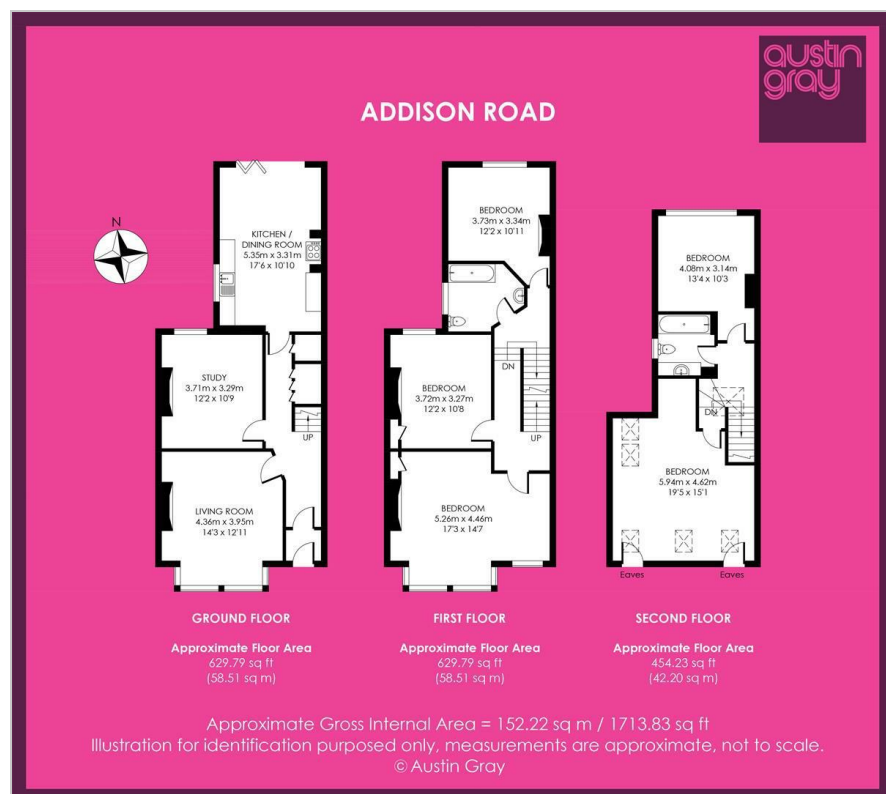 austin
gray
ADDISON ROAD
N
KITCHEN /
DINING ROOM
5.35m x 3.31m
17'6 x 10'10
STUDY
3.71m x 3.29m
12'2 x 10'9
UP
LIVING ROOM
4.36m x 3.95m
14'3 x 12'11
GROUND FLOOR
Approximate Floor Area
629.79 sq ft
(58.51 sq m)
BEDROOM
3.73m x 3.34m
12'2 x 10'11
BEDROOM
3.72m x 3.27m
12'2 x 10'8
DN
UP
BEDROOM
5.26m x 4.46m
17'3 x 14'7
FIRST FLOOR
Approximate Floor Area
629.79 sq ft
(58.51 sq m)
BEDROOM
4.08m x 3.14m
13'4 x 10'3
DN
BEDROOM
5.94m x 4.62m
19'5 x 15'1
Eaves
Eaves
SECOND FLOOR
Approximate Floor Area
454.23 sq ft
(42.20 sq m)
Approximate Gross Internal Area = 152.22 sq m / 1713.83 sq ft
Illustration for identification purposed only, measurements are approximate, not to scale.
© Austin Gray